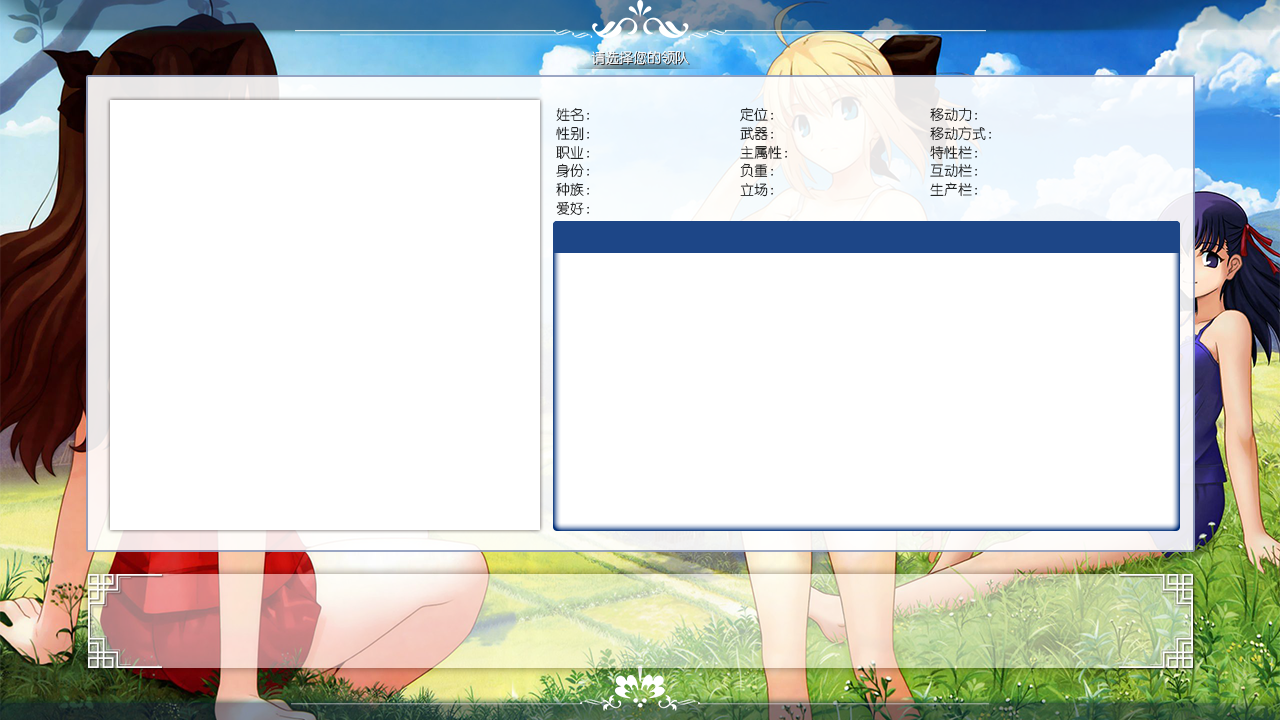 请选择您的领队
姓名： 定位： 移动力：
性别： 武器： 移动方式：
职业： 主属性： 特性栏：
身份： 负重： 互动栏：
种族： 立场： 生产栏：
爱好：